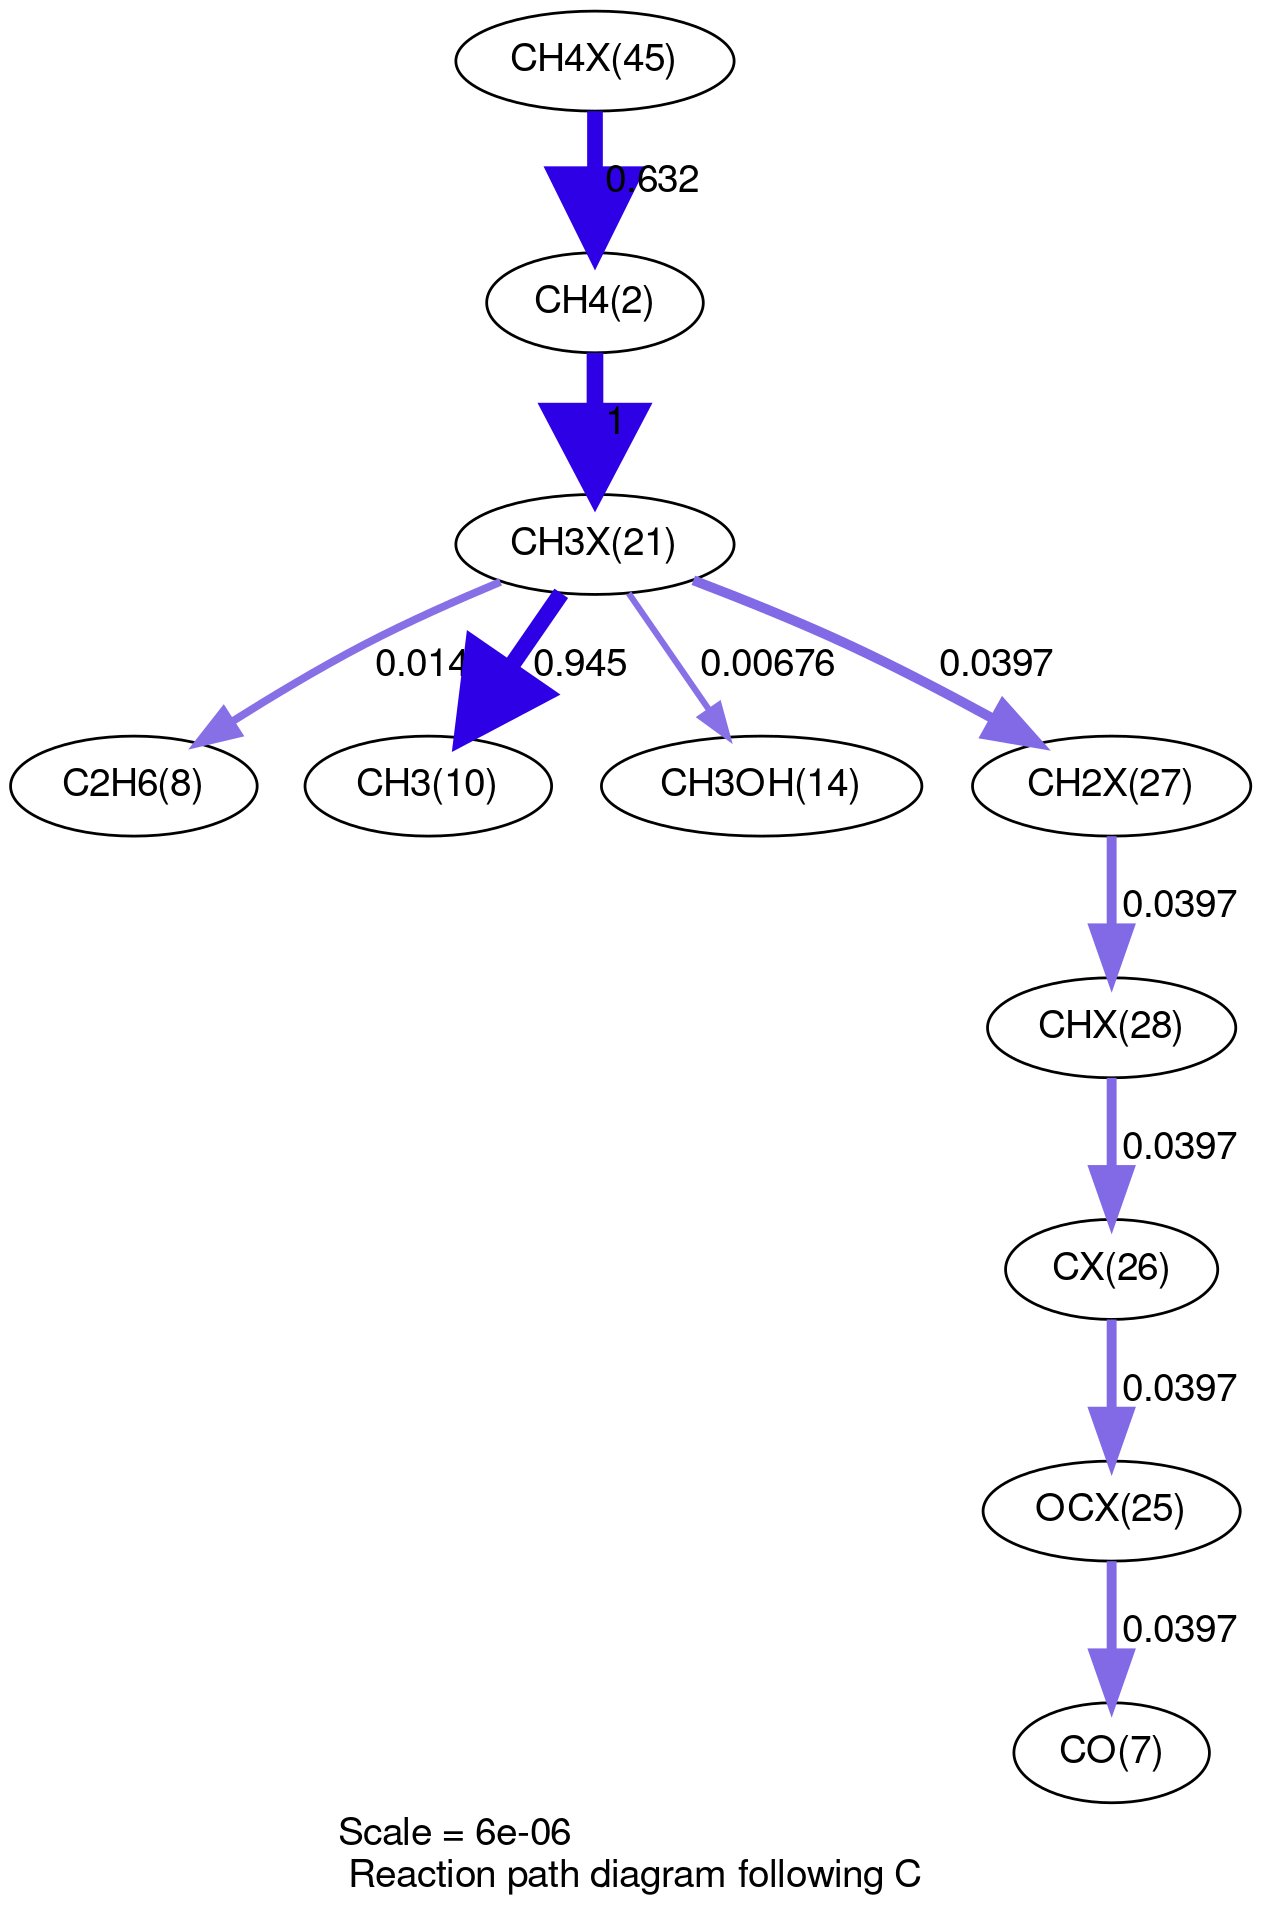 CH4X(45)
0.632
CH4(2)
1
CH3X(21)
0.945
0.00676
0.0397
C2H6(8)
CH3(10)
CH3OH(14)
CH2X(27)
0.0397
CHX(28)
0.0397
CX(26)
0.0397
OCX(25)
0.0397
CO(7)
Scale = 6e-06
Reaction path diagram following C